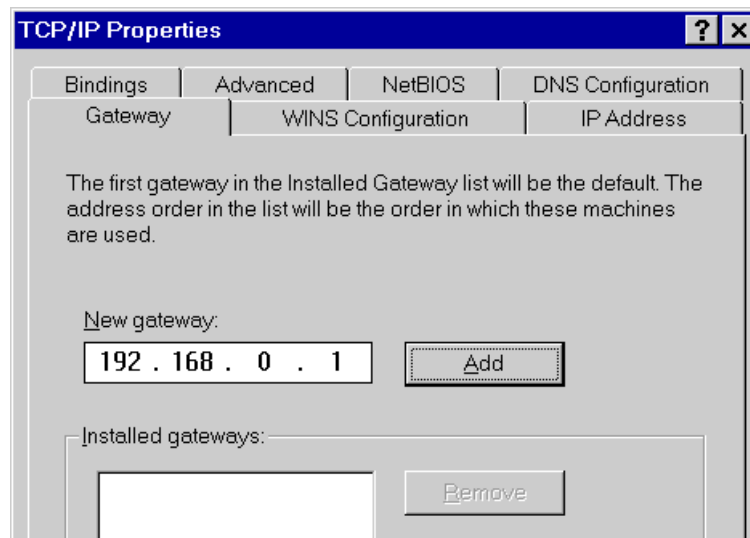 TCP/IP Properties ? ×
Bindings Advanced NetBIOS DNS Configuration
Gateway WINS Configuration IP Address
The first gateway in the Installed Gateway list will be the default. The
address order in the list will be the order in which these machines
are used.
New gateway:
192 . 168 . 0 . 1 Add
Installed gateways:
Remove